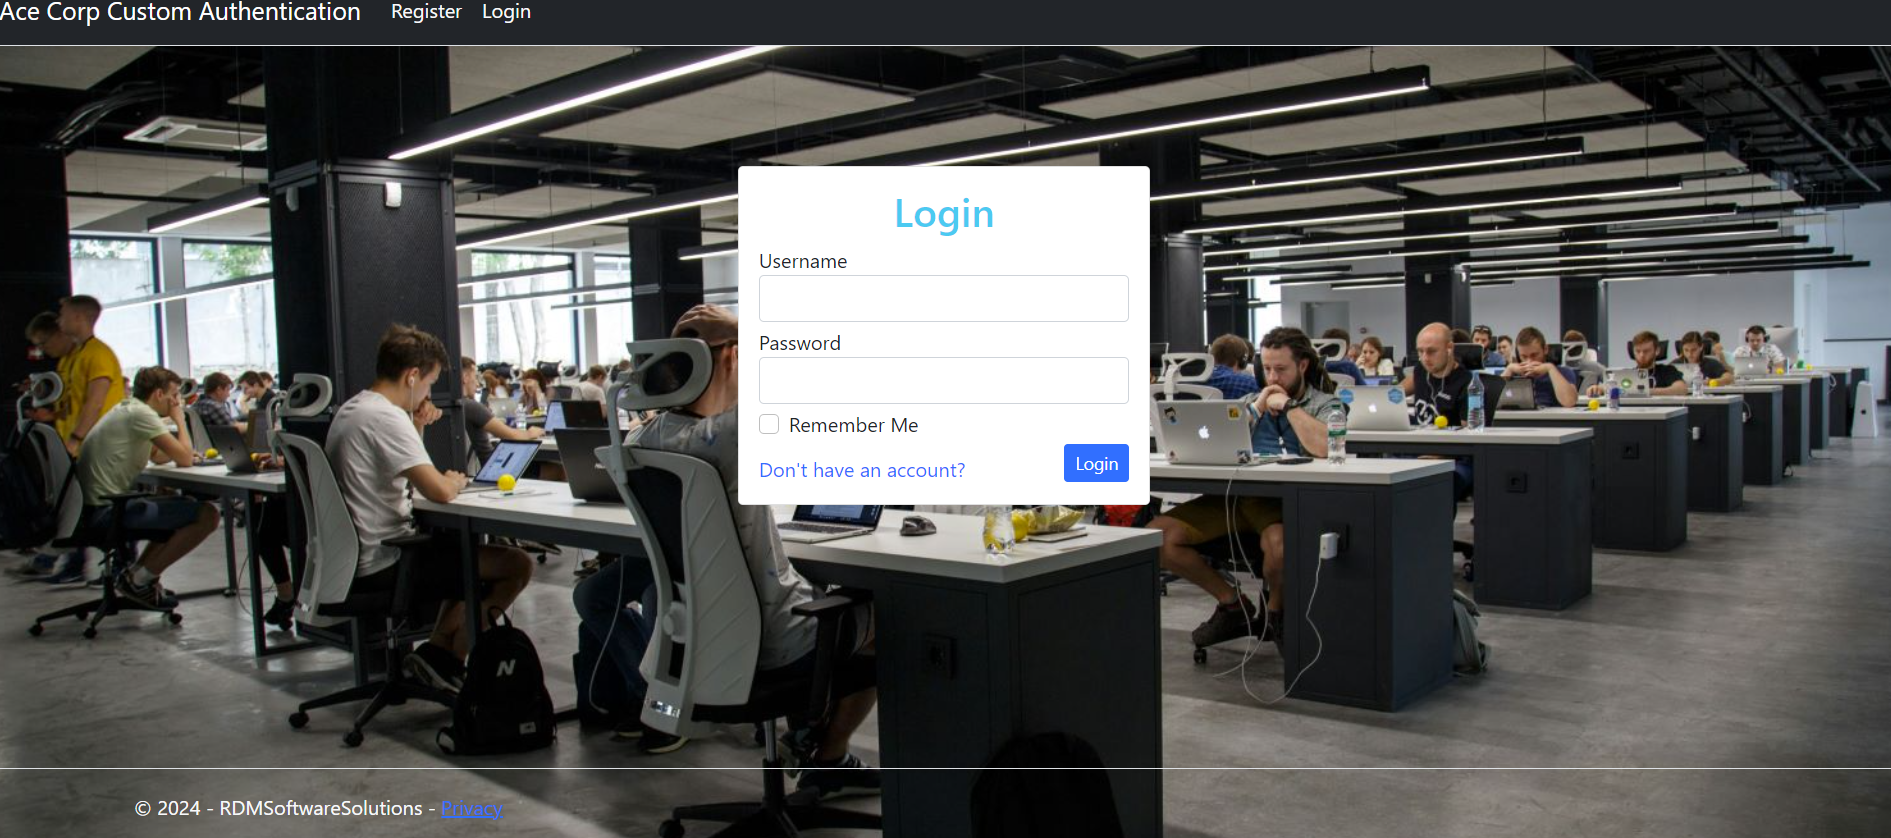 Ace Corp Custom Authentication Register Login
Login
Username
Password
Remember Me
Don't have an account? Login
N
© 2024 - RDMSoftwareSolutions - Privacy